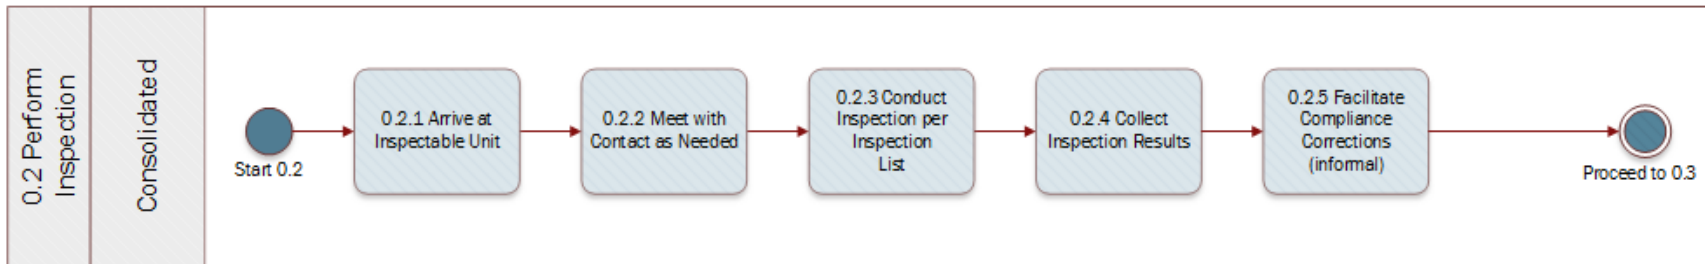 0.2 Perform
Inspection
Consolidated
Start 0.2
0.2.1 Arrive at
Inspectable Unit
0.2.2 Meet with
Contact as Needed
0.2.3 Conduct
Inspection per
Inspection
List
0.2.4 Collect
Inspection Results
0.2.5 Facilitate
Compliance
Corrections
(informal)
Proceed to 0.3